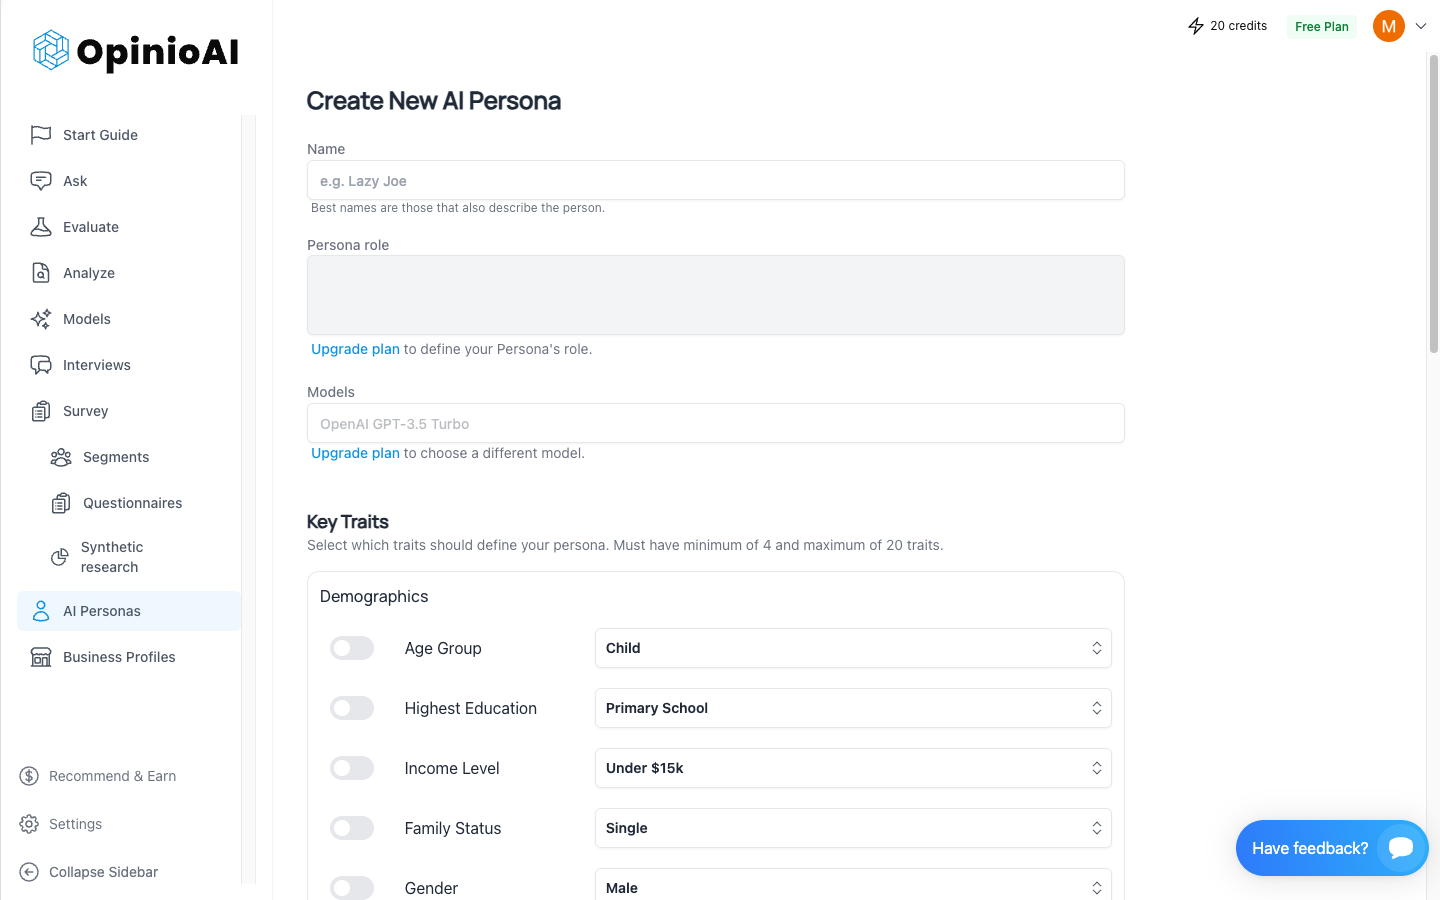 OpinioAI
20 credits
Free Plan
M
Start Guide
Ask
Evaluate
Analyze
Models
Interviews
Survey
Segments
Questionnaires
Synthetic
research
AI Personas
Business Profiles
Recommend & Earn
Settings
Collapse Sidebar
Create New AI Persona
Name
e.g. Lazy Joe
Best names are those that also describe the person.
Persona role
Upgrade plan to define your Persona's role.
Models
OpenAI GPT-3.5 Turbo
Upgrade plan to choose a different model.
Key Traits
Select which traits should define your persona. Must have minimum of 4 and maximum of 20 traits.
Demographics
Age Group Child
Highest Education Primary School
Income Level Under $15k
Family Status Single
Gender Male
Have feedback?